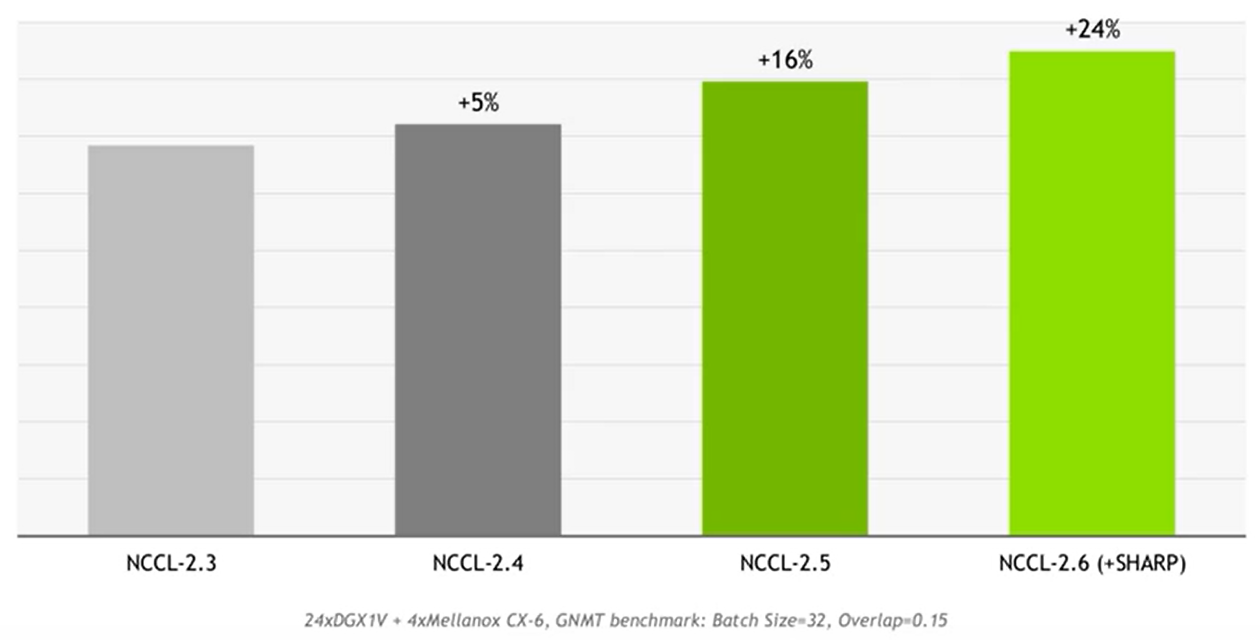 +24%
+16%
+5%
NCCL-2.3
NCCL-2.4
NCCL-2.5
NCCL-2.6 (+SHARP)
24xDGX1V + 4xMellanox CX-6, GNMT benchmark: Batch Size=32, Overlap=0.15